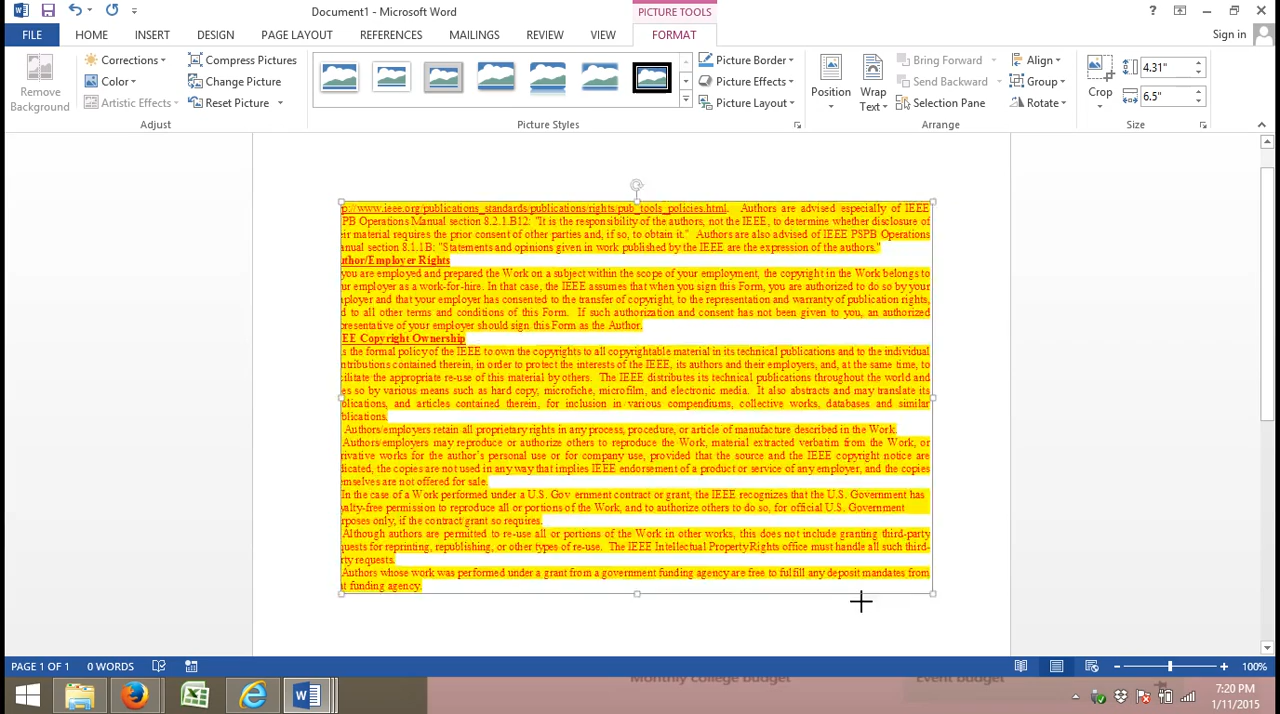 Document1 - Microsoft Word
PICTURE TOOLS
?
FILE HOME INSERT DESIGN PAGE LAYOUT REFERENCES MAILINGS REVIEW VIEW FORMAT Sign in
Remove Background
Corrections
Color
Artistic Effects
Compress Pictures
Change Picture
Reset Picture
Adjust
Picture Styles
Picture Border
Picture Effects
Picture Layout
Position
Wrap Text
Bring Forward
Send Backward
Selection Pane
Align
Group
Rotate
Arrange
Crop
4.31"
6.5"
Size
p://www.ieee.org/publications_standards/publications/rights/pub_tools_policies.html. Authors are advised especially of IEEE
PB Operations Manual section 8.2.1.B12: "It is the responsibility of the authors, not the IEEE, to determine whether disclosure of
eir material requires the prior consent of other parties and, if so, to obtain it." Authors are also advised of IEEE PSPB Operations
anual section 8.1.1B: "Statements and opinions given in work published by the IEEE are the expression of the authors."
uthor/Employer Rights
you are employed and prepared the Work on a subject within the scope of your employment, the copyright in the Work belongs to
ur employer as a work-for-hire. In that case, the IEEE assumes that when you sign this Form, you are authorized to do so by your
ployer and that your employer has consented to the transfer of copyright, to the representation and warranty of publication rights,
d to all other terms and conditions of this Form. If such authorization and consent has not been given to you, an authorized
resentative of your employer should sign this Form as the Author.
EE Copyright Ownership
is the formal policy of the IEEE to own the copyrights to all copyrightable material in its technical publications and to the individual
ntributions contained therein, in order to protect the interests of the IEEE, its authors and their employers, and, at the same time, to
cilitate the appropriate re-use of this material by others. The IEEE distributes its technical publications throughout the world and
es so by various means such as hard copy, microfiche, microfilm, and electronic media. It also abstracts and may translate its
blications, and articles contained therein, for inclusion in various compendiums, collective works, databases and similar
blications.
Authors/employers retain all proprietary rights in any process, procedure, or article of manufacture described in the Work.
Authors/employers may reproduce or authorize others to reproduce the Work, material extracted verbatim from the Work, or
rivative works for the author's personal use or for company use, provided that the source and the IEEE copyright notice are
dicated, the copies are not used in any way that implies IEEE endorsement of a product or service of any employer, and the copies
emselves are not offered for sale.
In the case of a Work performed under a U.S. Gov ernment contract or grant, the IEEE recognizes that the U.S. Government has
yalty-free permission to reproduce all or portions of the Work, and to authorize others to do so, for official U.S. Government
rposes only, if the contract/grant so requires.
Although authors are permitted to re-use all or portions of the Work in other works, this does not include granting third-party
quests for reprinting, republishing, or other types of re-use. The IEEE Intellectual Property Rights office must handle all such third-
rty requests.
Authors whose work was performed under a grant from a government funding agency are free to fulfill any deposit mandates from
t funding agency.
PAGE 1 OF 1 0 WORDS 100%
Monthly college budget
Event budget
7:20 PM
1/11/2015